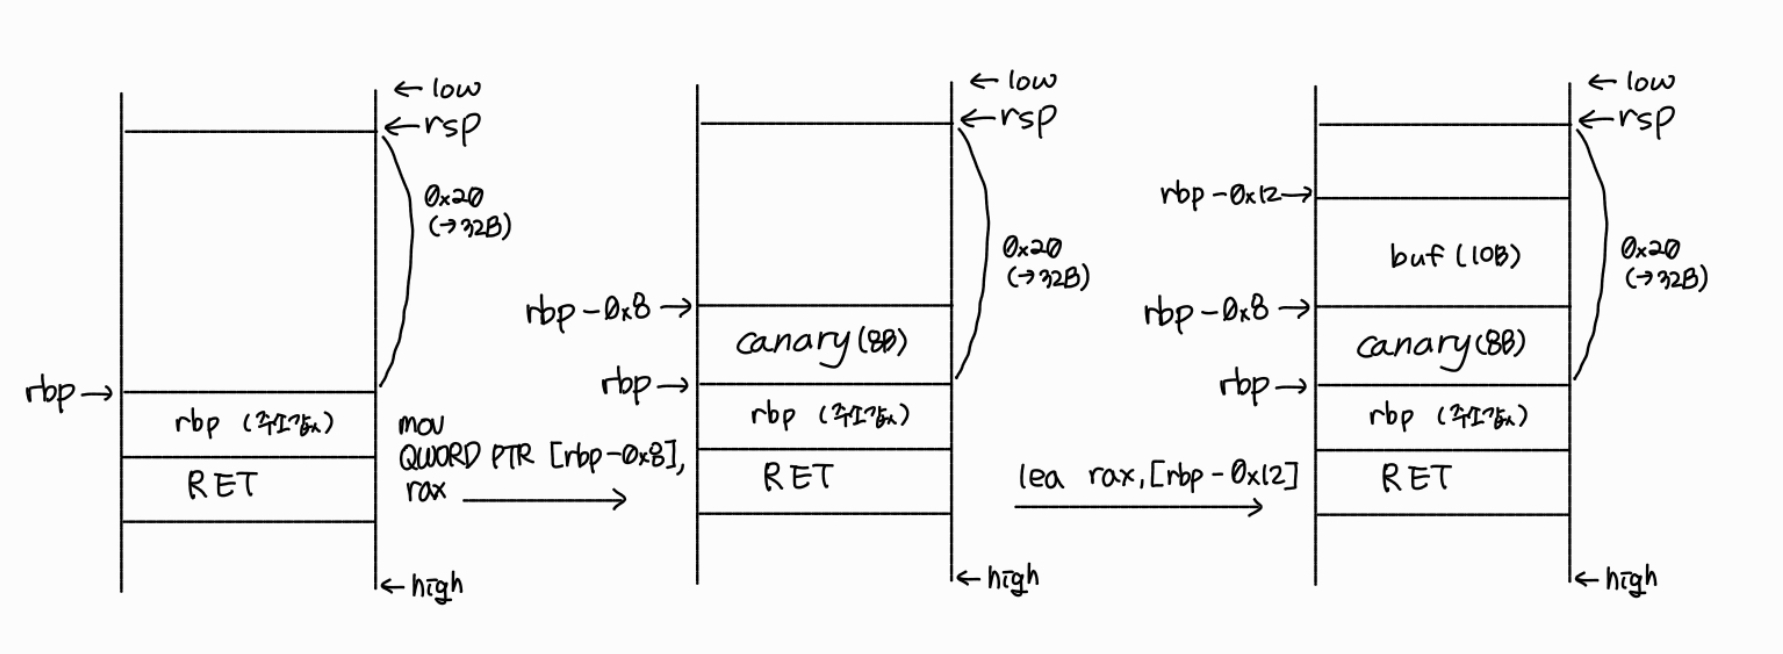 ← low
← rsp
0x20
(→32B)
rbp →
rbp (주소값)
RET
← high
mov
QWORD PTR [rbp-0x8],
rax
← low
← rsp
0x20
(→32B)
rbp-0x8 →
canary(8B)
rbp →
rbp (주소값)
RET
← high
lea rax,[rbp-0x12]
← low
← rsp
rbp-0x12→
buf (10B)
0x20
(→32B)
rbp-0x8 →
canary(8B)
rbp →
rbp (주소값)
RET
← high